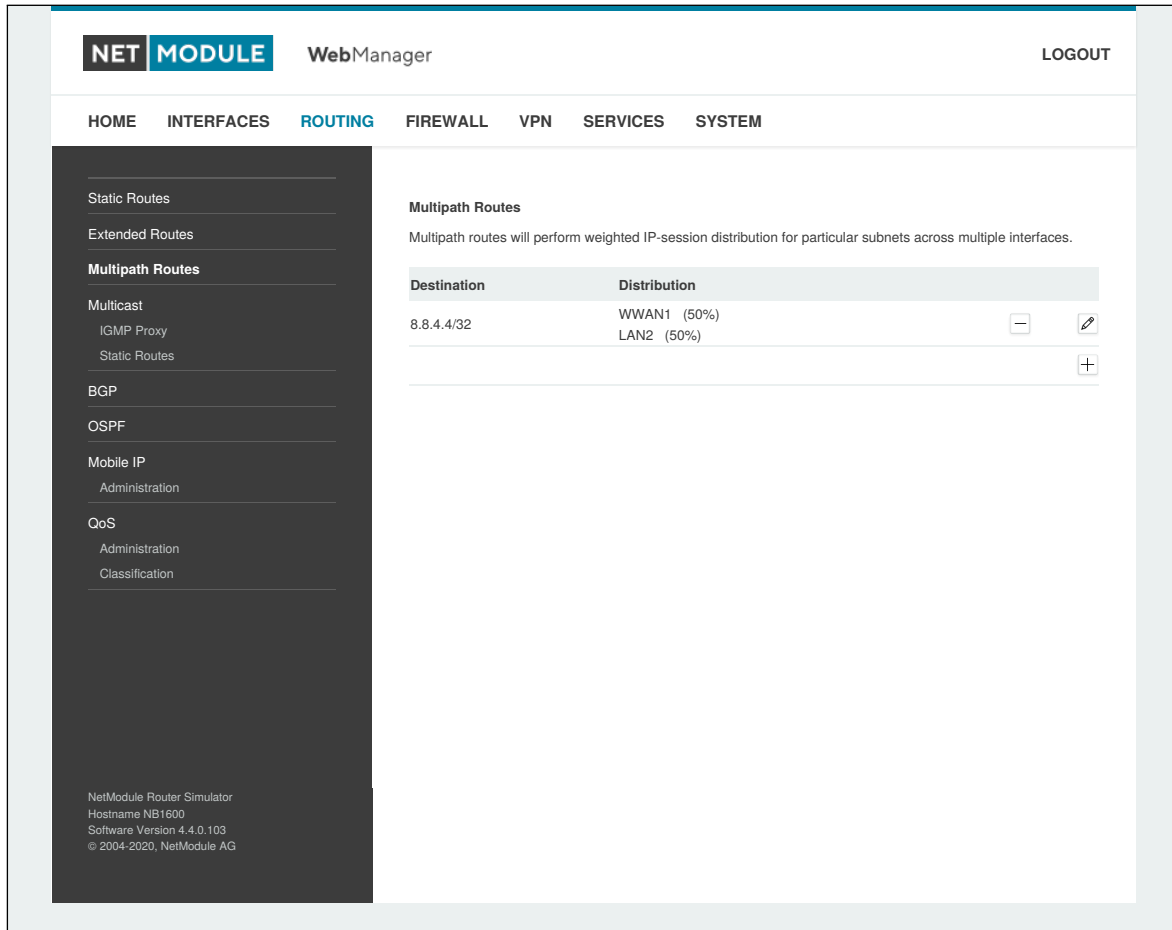 NET MODULE WebManager LOGOUT
HOME INTERFACES ROUTING FIREWALL VPN SERVICES SYSTEM
Static Routes
Extended Routes
Multipath Routes
Multicast
IGMP Proxy
Static Routes
BGP
OSPF
Mobile IP
Administration
QoS
Administration
Classification
NetModule Router Simulator
Hostname NB1600
Software Version 4.4.0.103
© 2004-2020, NetModule AG
Multipath Routes
Multipath routes will perform weighted IP-session distribution for particular subnets across multiple interfaces.
Destination Distribution
8.8.4.4/32 WWAN1 (50%)
LAN2 (50%)